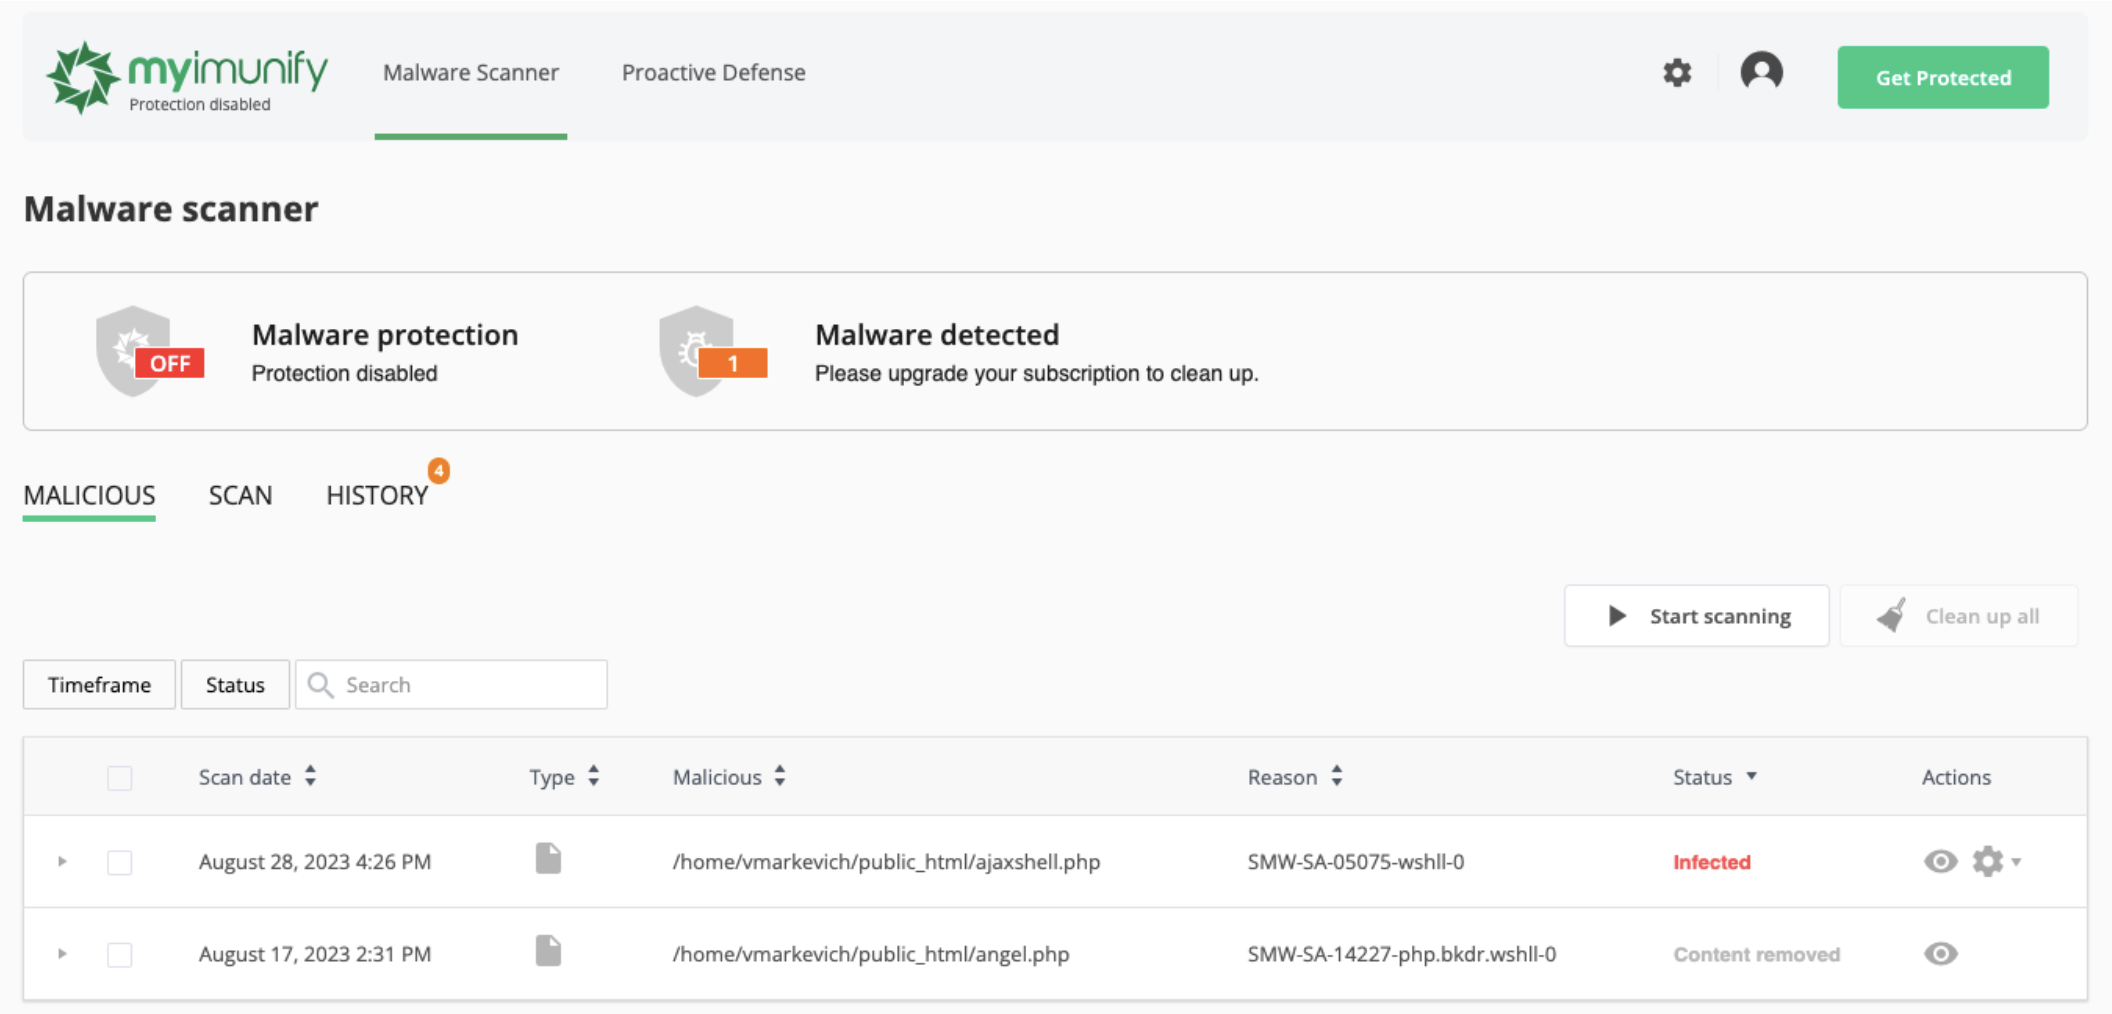 myimunify
Protection disabled
Malware Scanner
Proactive Defense
Get Protected
Malware scanner
OFF
Malware protection
Protection disabled
1
Malware detected
Please upgrade your subscription to clean up.
MALICIOUS
SCAN
HISTORY
4
Start scanning
Clean up all
Timeframe
Status
Search
Scan date
Type
Malicious
Reason
Status
Actions
August 28, 2023 4:26 PM
/home/vmarkevich/public_html/ajaxshell.php
SMW-SA-05075-wshll-0
Infected
August 17, 2023 2:31 PM
/home/vmarkevich/public_html/angel.php
SMW-SA-14227-php.bkdr.wshll-0
Content removed